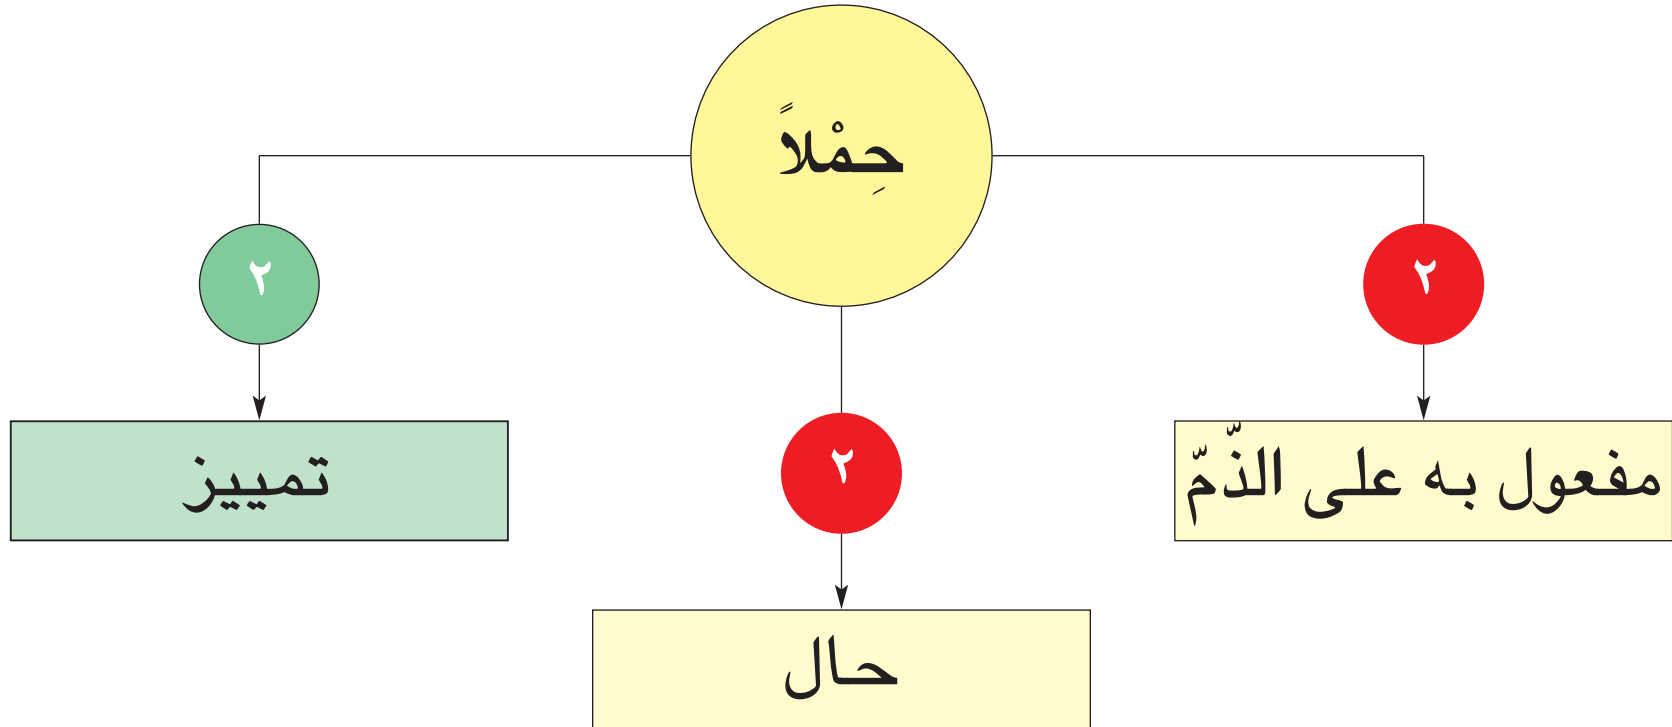 حِمْلاً
٢
٢
مفعول به على الذّمّ
تمييز
٢
حال